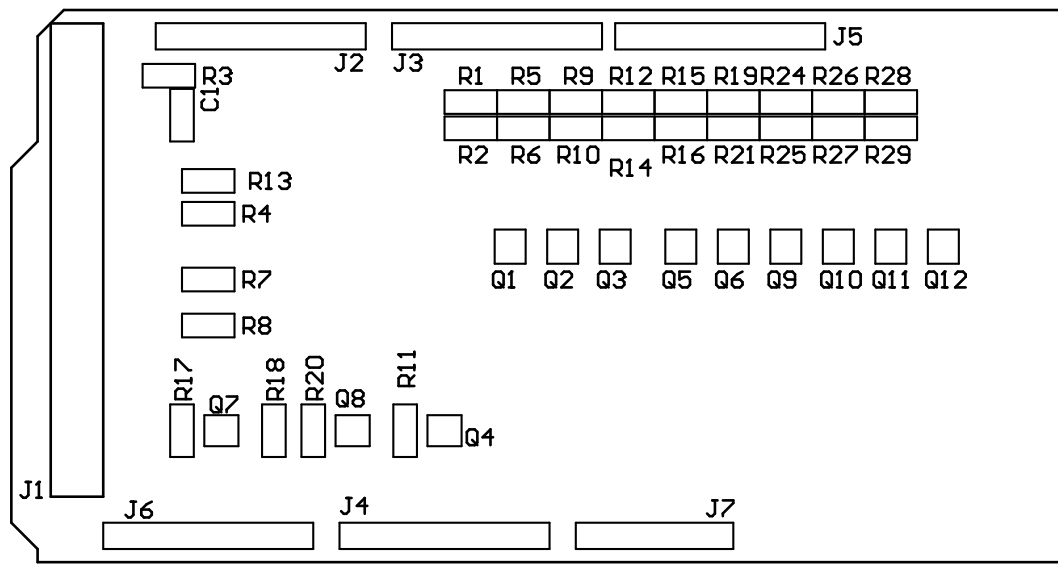 J2 J3 J5
R3 R1 R5 R9 R12 R15 R19 R24 R26 R28
C1
R2 R6 R10 R14 R16 R21 R25 R27 R29
R13
R4
R7 Q1 Q2 Q3 Q5 Q6 Q9 Q10 Q11 Q12
R8
R17 R18 R20 R11
Q7 Q8 Q4
J1
J6 J4 J7